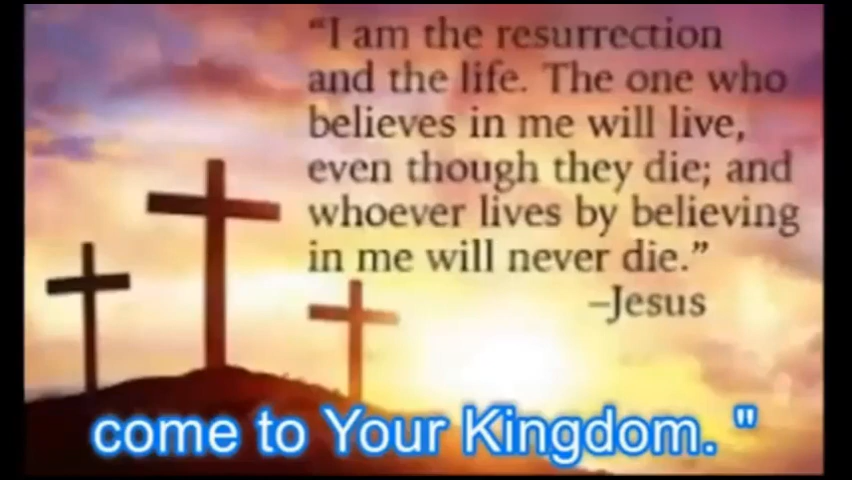 “I am the resurrection
and the life. The one who
believes in me will live,
even though they die; and
whoever lives by believing
in me will never die.”
–Jesus
come to Your Kingdom. "